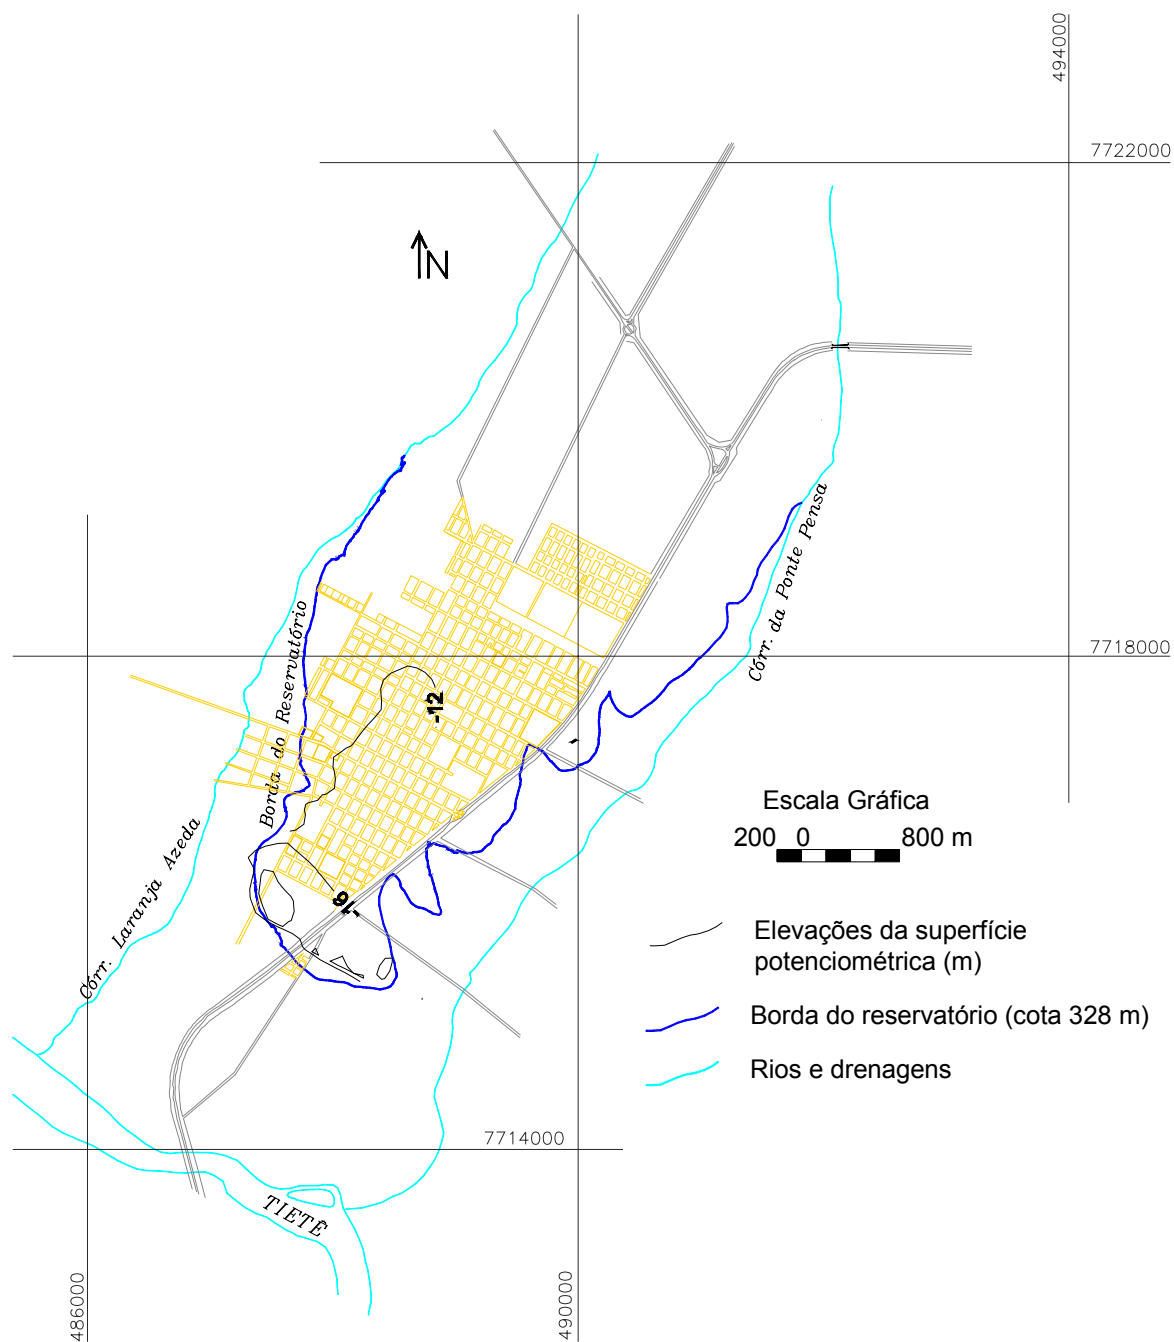 494000
7722000
N
Córr. da Ponte Pensa
Borda do Reservatório
7718000
-12
Córr. Laranja Azeda
Escala Gráfica
200 0 800 m
Elevações da superfície
potenciométrica (m)
Borda do reservatório (cota 328 m)
Rios e drenagens
7714000
TIETÊ
486000
490000